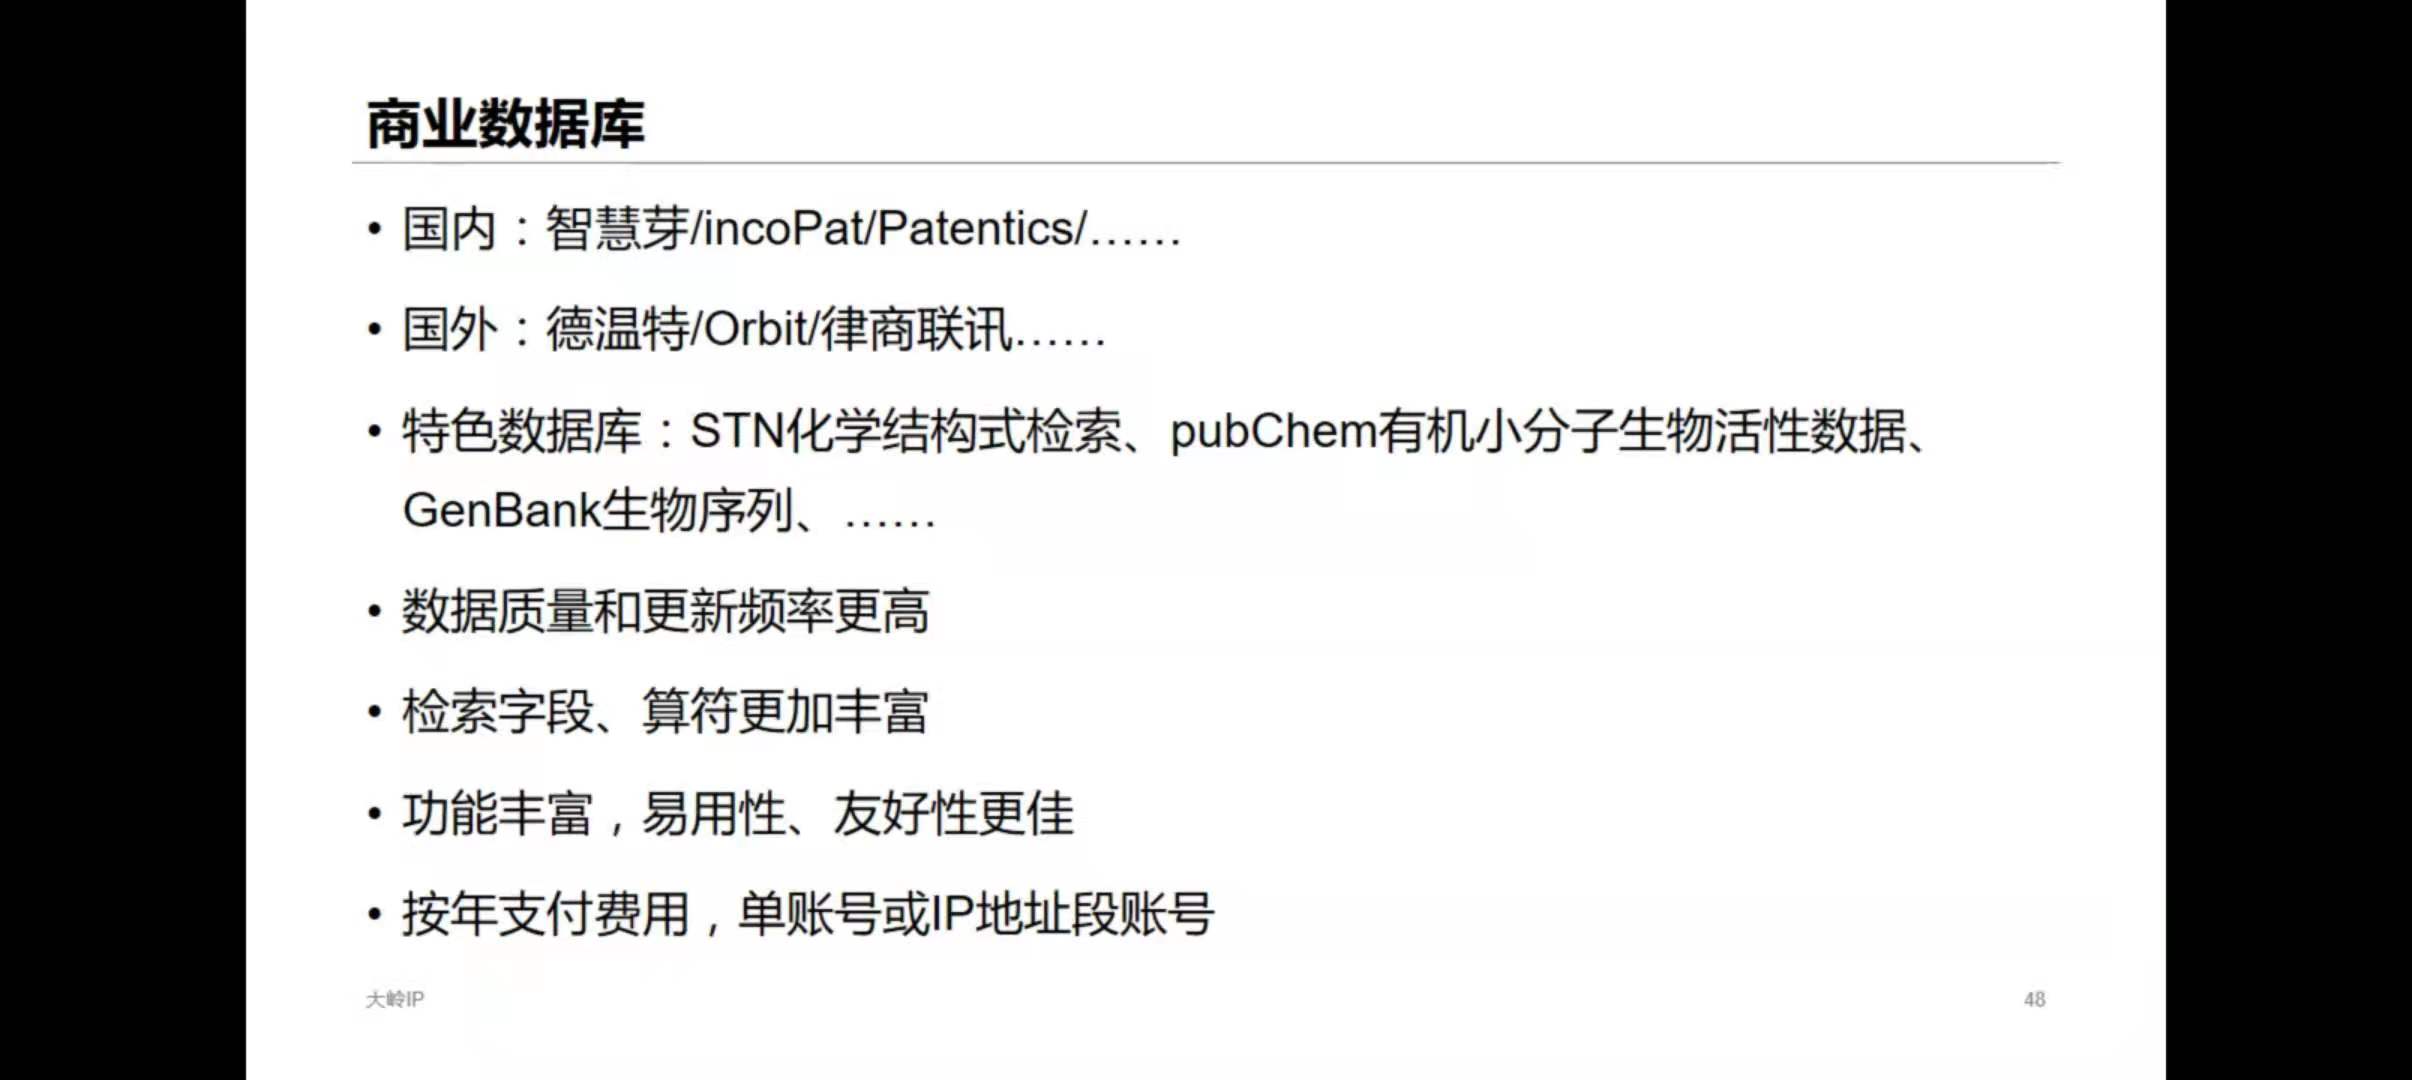 商业数据库
• 国内：智慧芽/incoPat/Patentics/……
• 国外：德温特/Orbit/律商联讯……
• 特色数据库：STN化学结构式检索、pubChem有机小分子生物活性数据、
GenBank生物序列、……
• 数据质量和更新频率更高
• 检索字段、算符更加丰富
• 功能丰富，易用性、友好性更佳
• 按年支付费用，单账号或IP地址段账号
大岭IP
48